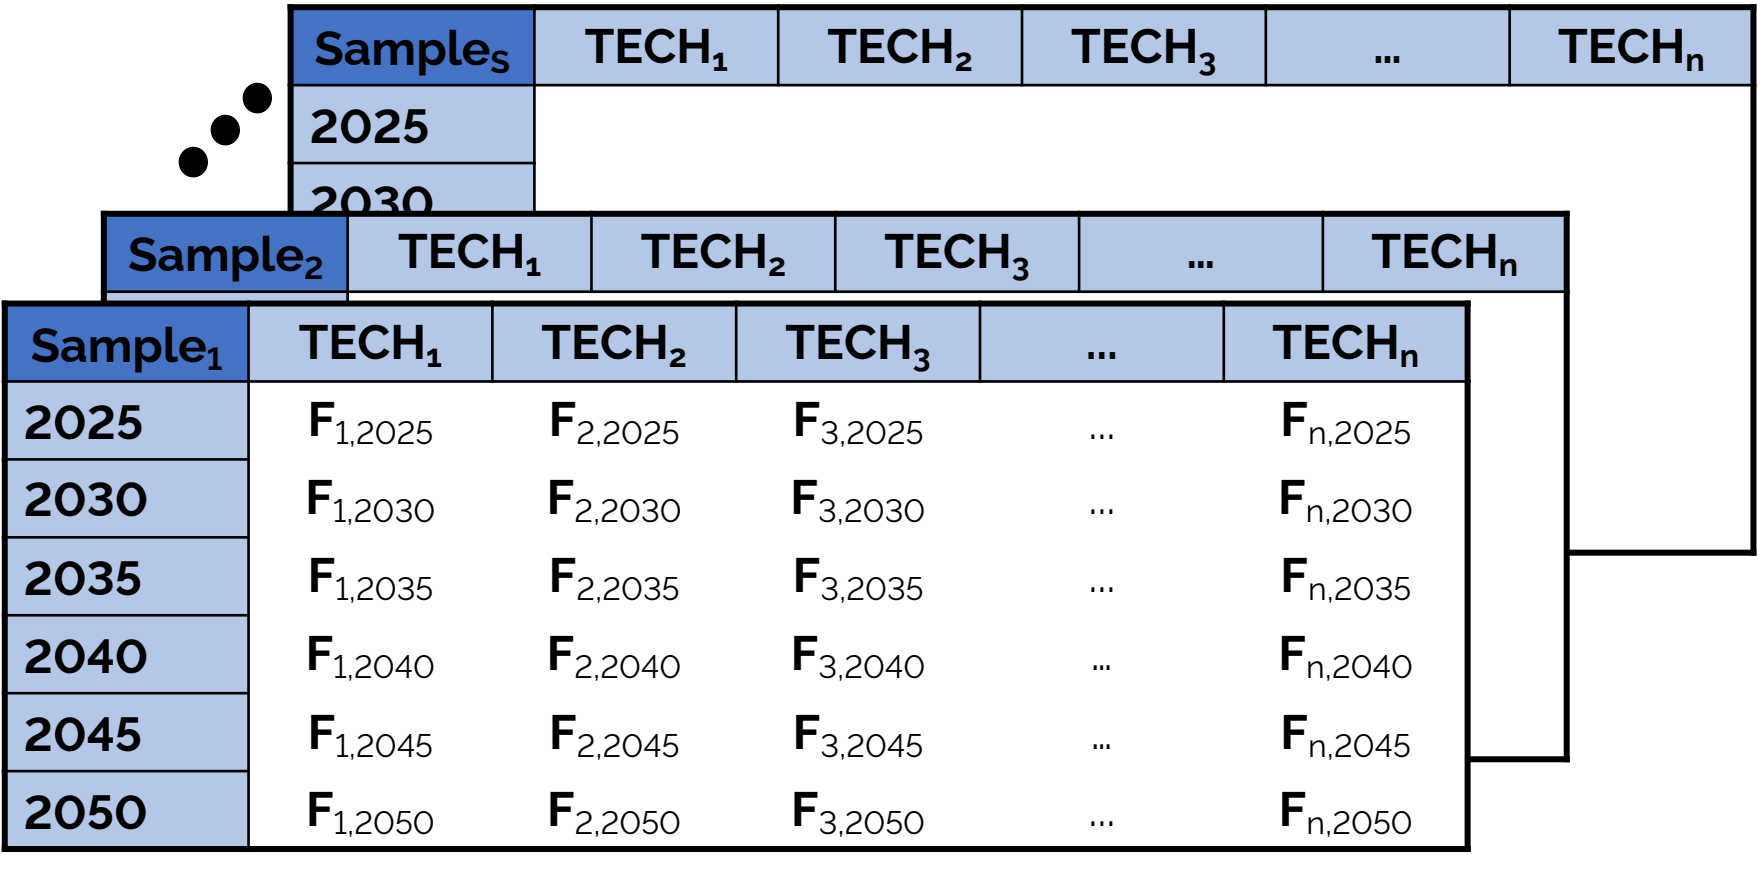 Sampleₛ TECH₁ TECH₂ TECH₃ ... TECHₙ
2025
2030
Sample₂ TECH₁ TECH₂ TECH₃ ... TECHₙ
Sample₁ TECH₁ TECH₂ TECH₃ ... TECHₙ
2025 F1,2025 F2,2025 F3,2025 ... Fn,2025
2030 F1,2030 F2,2030 F3,2030 ... Fn,2030
2035 F1,2035 F2,2035 F3,2035 ... Fn,2035
2040 F1,2040 F2,2040 F3,2040 ... Fn,2040
2045 F1,2045 F2,2045 F3,2045 ... Fn,2045
2050 F1,2050 F2,2050 F3,2050 ... Fn,2050